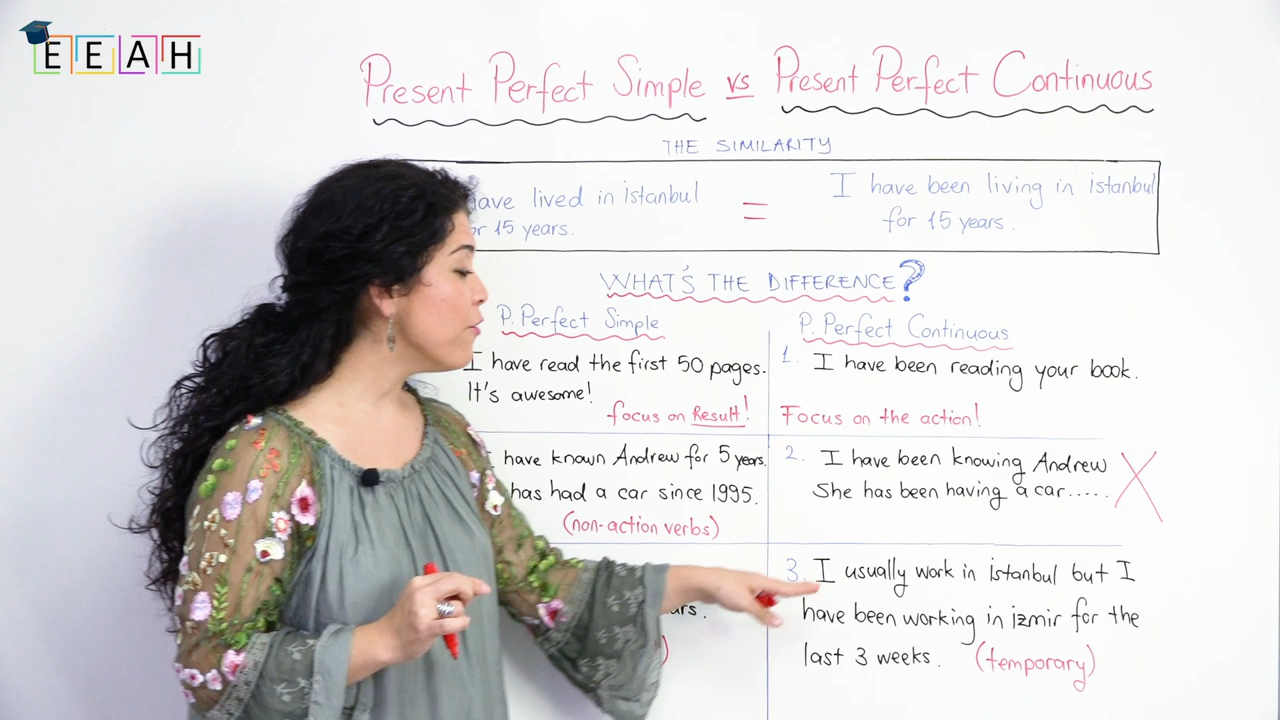 EEAH
Present Perfect Simple vs Present Perfect Continuous
THE SIMILARITY
lived in istanbul
15 years.
=
I have been living in istanbul
for 15 years.
WHAT'S THE DIFFERENCE?
P. Perfect Simple
I have read the first 50 pages.
It's awesome!
focus on Result!
have known Andrew for 5 years.
has had a car since 1995.
(non-action verbs)
P. Perfect Continuous
1. I have been reading your book.
Focus on the action!
2. I have been knowing Andrew
She has been having a car.....
3. I usually work in istanbul but I
have been working in izmir for the
last 3 weeks. (temporary)